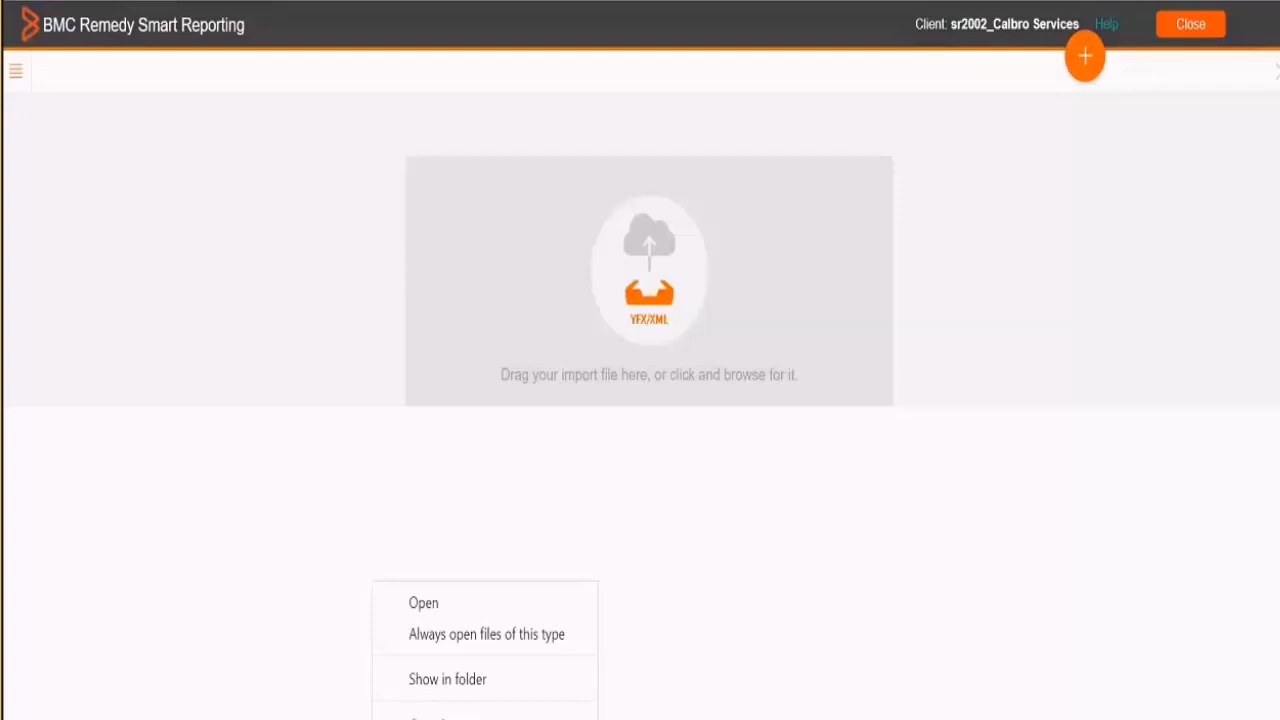 BMC Remedy Smart Reporting
Client: sr2002_Calbro Services Help Close
YFX/XML
Drag your import file here, or click and browse for it.
Open
Always open files of this type
Show in folder